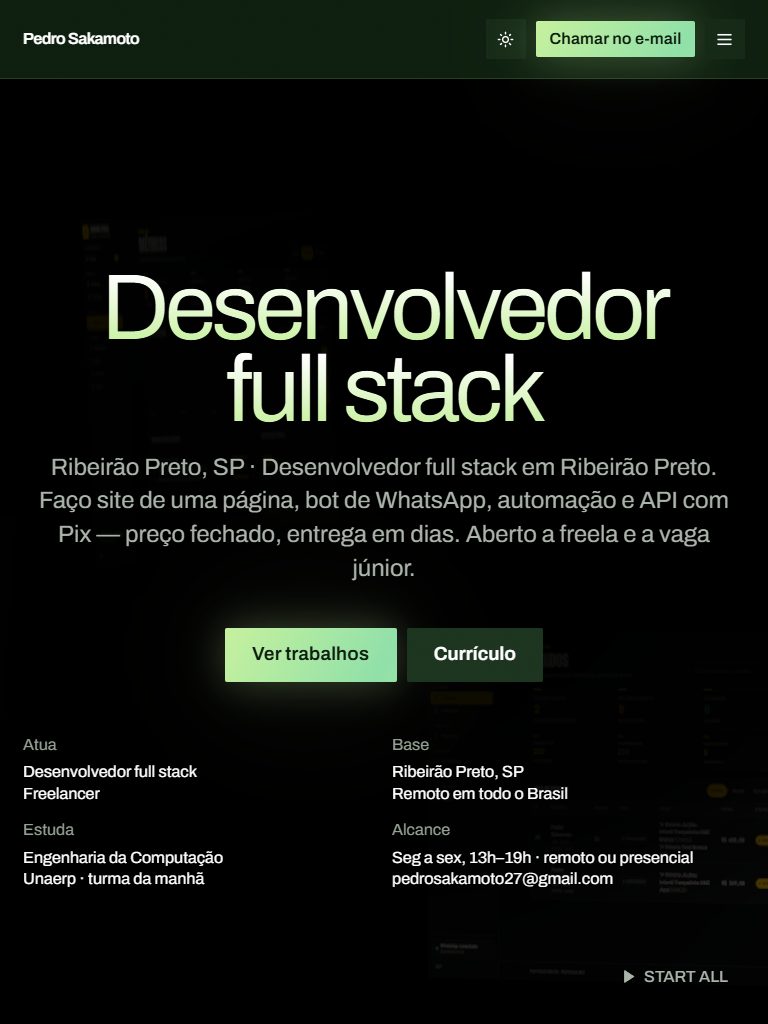 Pedro Sakamoto
Chamar no e-mail
Desenvolvedor
full stack
Ribeirão Preto, SP · Desenvolvedor full stack em Ribeirão Preto.
Faço site de uma página, bot de WhatsApp, automação e API com
Pix — preço fechado, entrega em dias. Aberto a freela e a vaga
júnior.
Ver trabalhos
Currículo
Atua
Desenvolvedor full stack
Freelancer
Base
Ribeirão Preto, SP
Remoto em todo o Brasil
Estuda
Engenharia da Computação
Unaerp · turma da manhã
Alcance
Seg a sex, 13h–19h · remoto ou presencial
pedrosakamoto27@gmail.com
START ALL